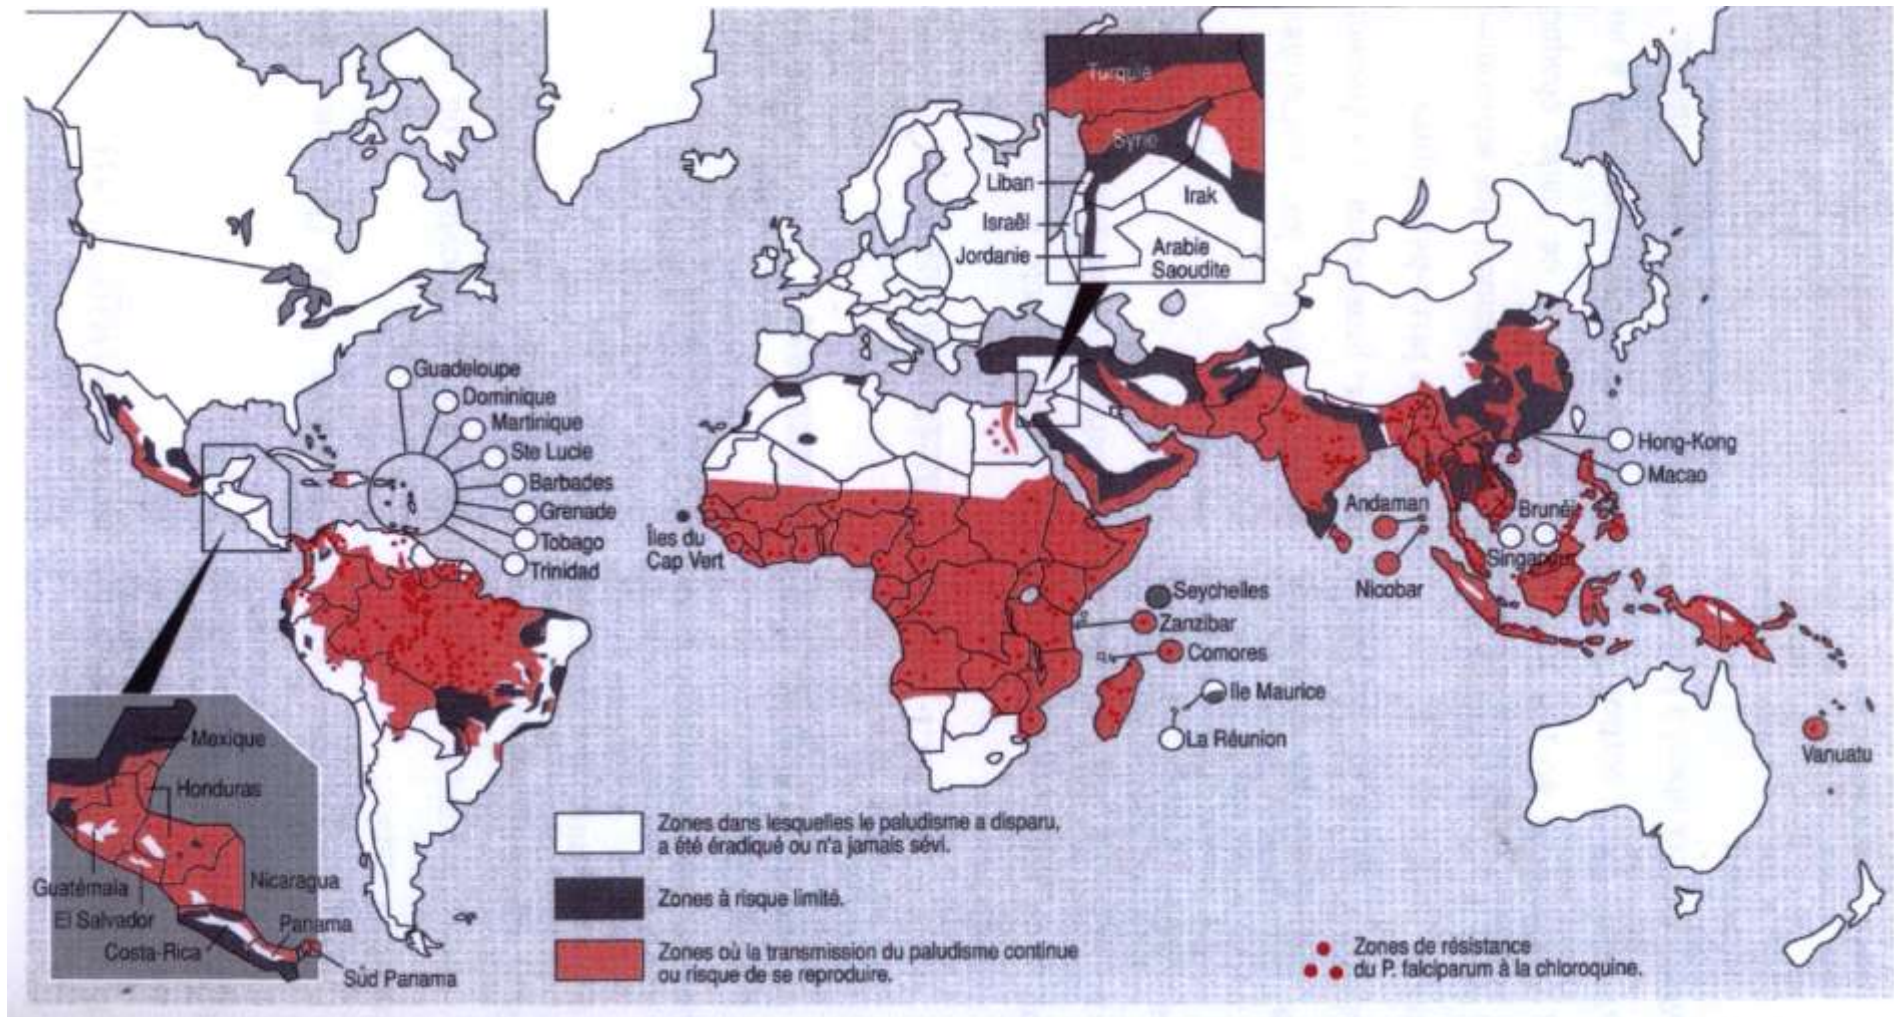 Turquie
Syrie
Liban
Irak
Israël
Jordanie
Arabie
Saoudite
Guadeloupe
Dominique
Martinique
Ste Lucie
Barbades
Grenade
Tobago
Trinidad
Îles du
Cap Vert
Hong-Kong
Macao
Andaman
Brunéi
Singapour
Nicobar
Seychelles
Zanzibar
Comores
Ile Maurice
La Réunion
Vanuatu
Mexique
Honduras
Guatémala
Nicaragua
El Salvador
Panama
Costa-Rica
Sud Panama
Zones dans lesquelles le paludisme a disparu,
a été éradiqué ou n'a jamais sévi.
Zones à risque limité.
Zones où la transmission du paludisme continue
ou risque de se reproduire.
Zones de résistance
du P. falciparum à la chloroquine.